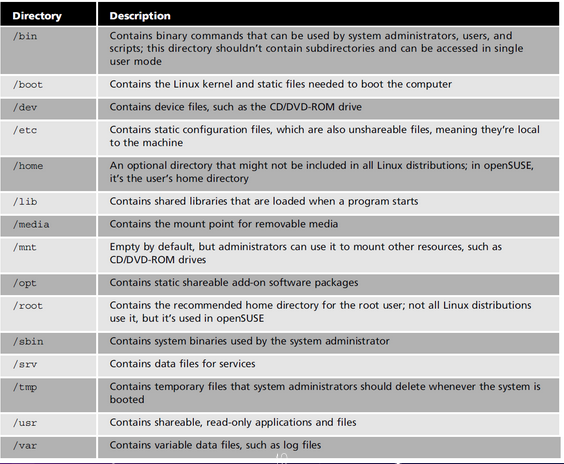 Directory Description
/bin Contains binary commands that can be used by system administrators, users, and
scripts; this directory shouldn't contain subdirectories and can be accessed in single
user mode
/boot Contains the Linux kernel and static files needed to boot the computer
/dev Contains device files, such as the CD/DVD-ROM drive
/etc Contains static configuration files, which are also unshareable files, meaning they're local
to the machine
/home An optional directory that might not be included in all Linux distributions; in openSUSE,
it's the user's home directory
/lib Contains shared libraries that are loaded when a program starts
/media Contains the mount point for removable media
/mnt Empty by default, but administrators can use it to mount other resources, such as
CD/DVD-ROM drives
/opt Contains static shareable add-on software packages
/root Contains the recommended home directory for the root user; not all Linux distributions
use it, but it's used in openSUSE
/sbin Contains system binaries used by the system administrator
/srv Contains data files for services
/tmp Contains temporary files that system administrators should delete whenever the system is
booted
/usr Contains shareable, read-only applications and files
/var Contains variable data files, such as log files